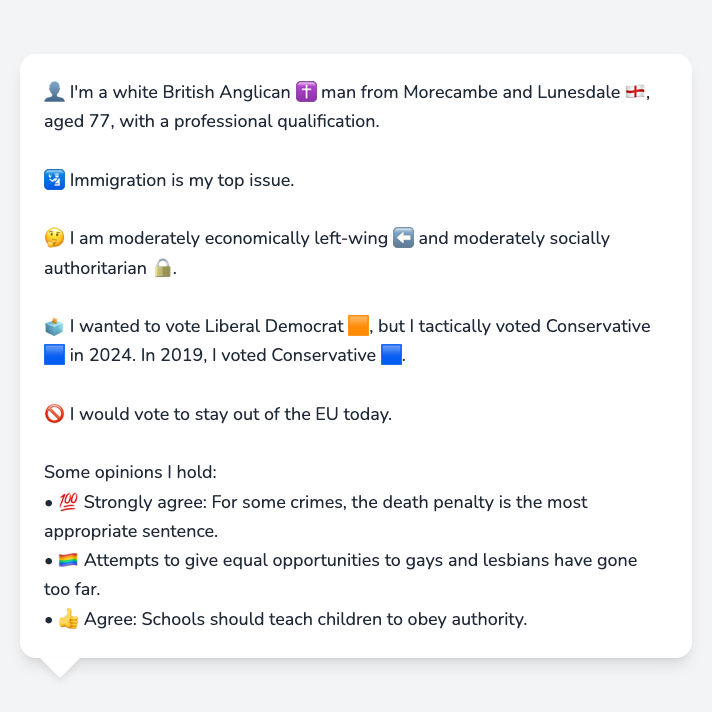 👤 I'm a white British Anglican ✝️ man from Morecambe and Lunesdale 🏴󠁧󠁢󠁥󠁮󠁧󠁿,
aged 77, with a professional qualification.
🛂 Immigration is my top issue.
🤔 I am moderately economically left-wing ⬅️ and moderately socially
authoritarian 🔒.
🗳️ I wanted to vote Liberal Democrat 🟧, but I tactically voted Conservative
🟦 in 2024. In 2019, I voted Conservative 🟦.
🚫 I would vote to stay out of the EU today.
Some opinions I hold:
• 💯 Strongly agree: For some crimes, the death penalty is the most
appropriate sentence.
• 🏳️‍🌈 Attempts to give equal opportunities to gays and lesbians have gone
too far.
• 👍 Agree: Schools should teach children to obey authority.